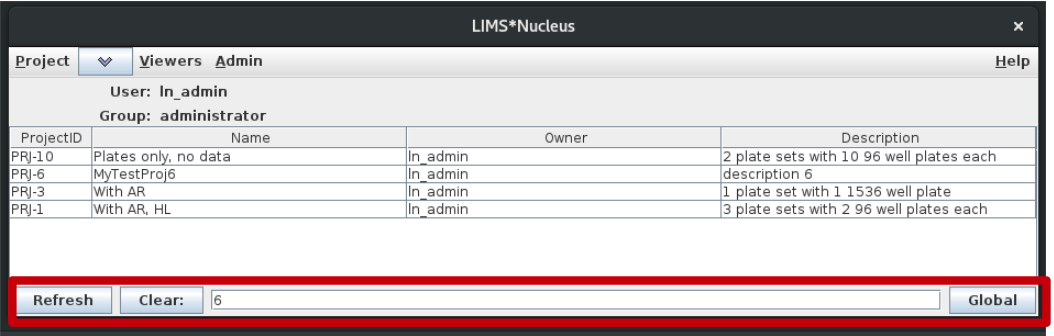 LIMS*Nucleus ×
Project Viewers Admin Help
User: ln_admin
Group: administrator
ProjectID Name Owner Description
PRJ-10 Plates only, no data ln_admin 2 plate sets with 10 96 well plates each
PRJ-6 MyTestProj6 ln_admin description 6
PRJ-3 With AR ln_admin 1 plate set with 1 1536 well plate
PRJ-1 With AR, HL ln_admin 3 plate sets with 2 96 well plates each
Refresh Clear: 6 Global